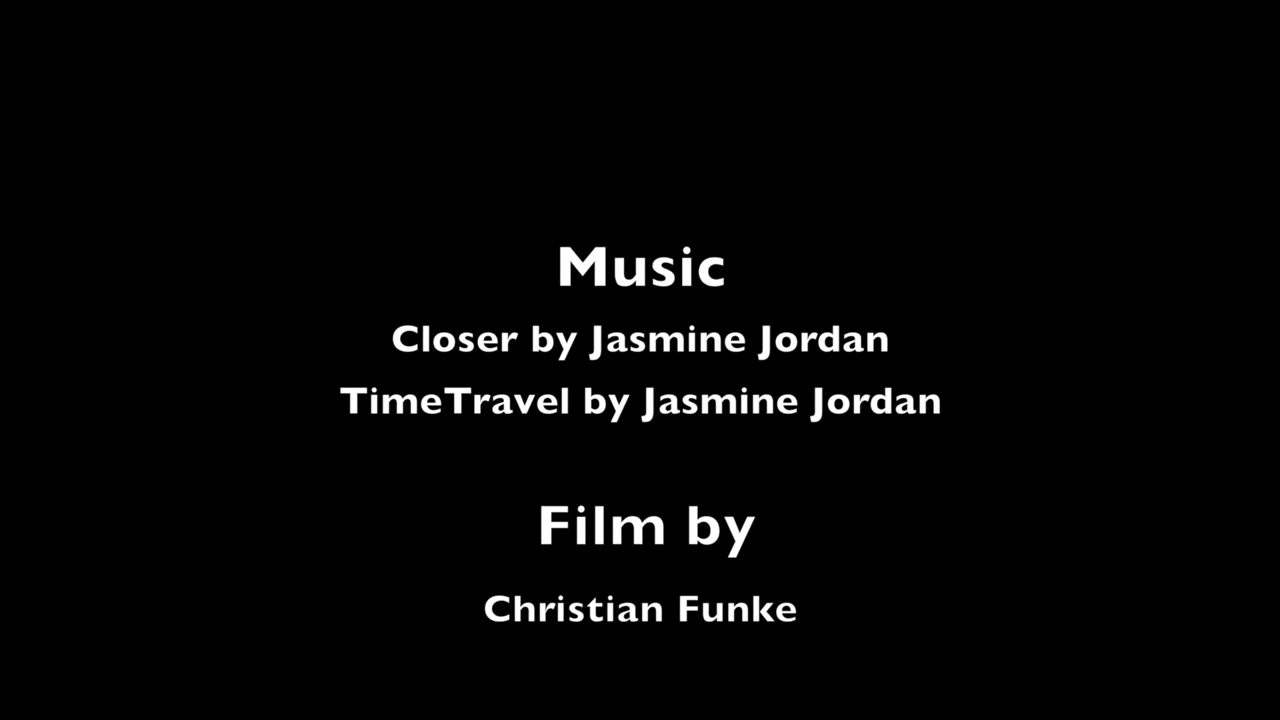 Music
Closer by Jasmine Jordan
TimeTravel by Jasmine Jordan
Film by
Christian Funke